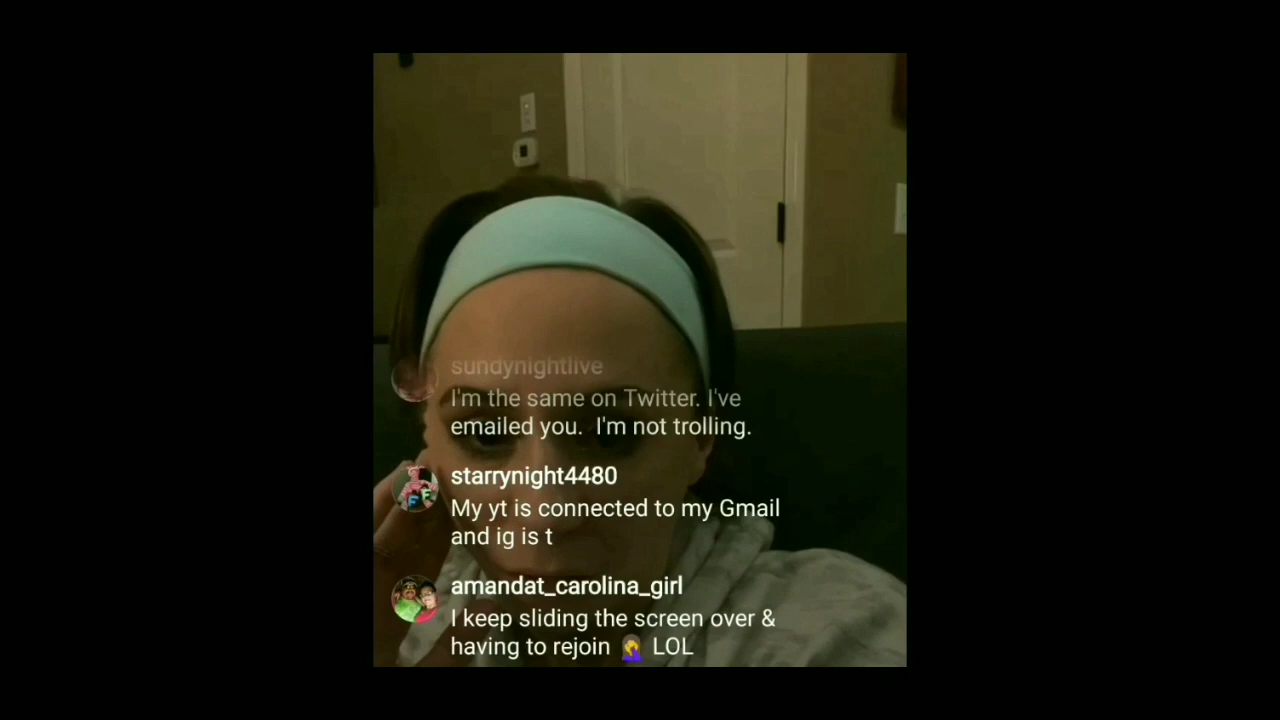 sundynightlive
I'm the same on Twitter. I've
emailed you. I'm not trolling.
starrynight4480
My yt is connected to my Gmail
and ig is t
amandat_carolina_girl
I keep sliding the screen over &
having to rejoin 🤦‍♀️ LOL